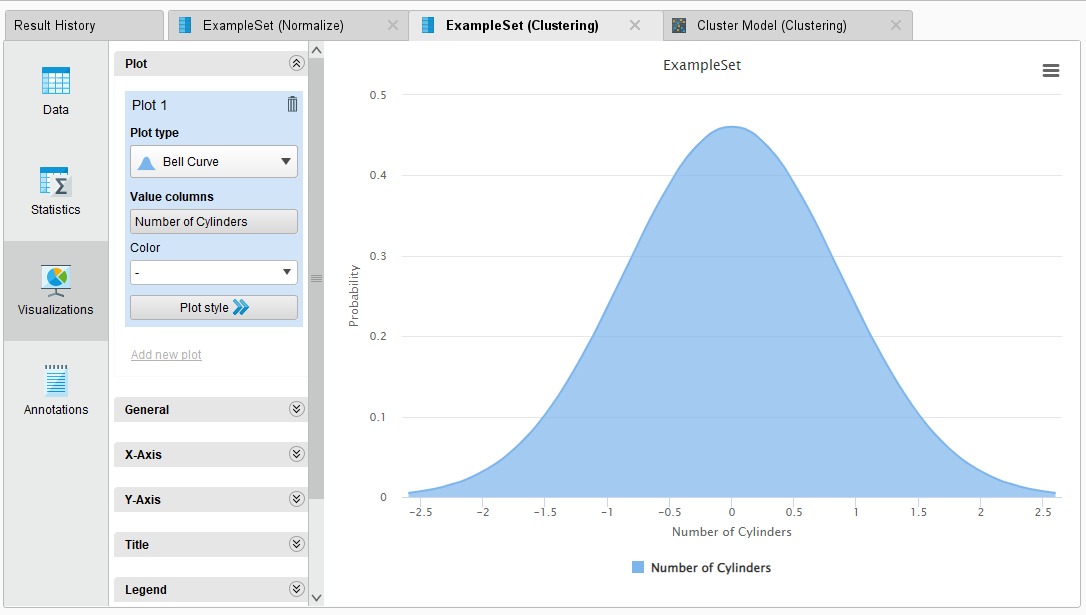 Result History
ExampleSet (Normalize)
ExampleSet (Clustering)
Cluster Model (Clustering)
Data
Statistics
Visualizations
Annotations
Plot
Plot 1
Plot type
Bell Curve
Value columns
Number of Cylinders
Color
-
Plot style
Add new plot
General
X-Axis
Y-Axis
Title
Legend
ExampleSet
Probability
0.5
0.4
0.3
0.2
0.1
0
-2.5 -2 -1.5 -1 -0.5 0 0.5 1 1.5 2 2.5
Number of Cylinders
Number of Cylinders